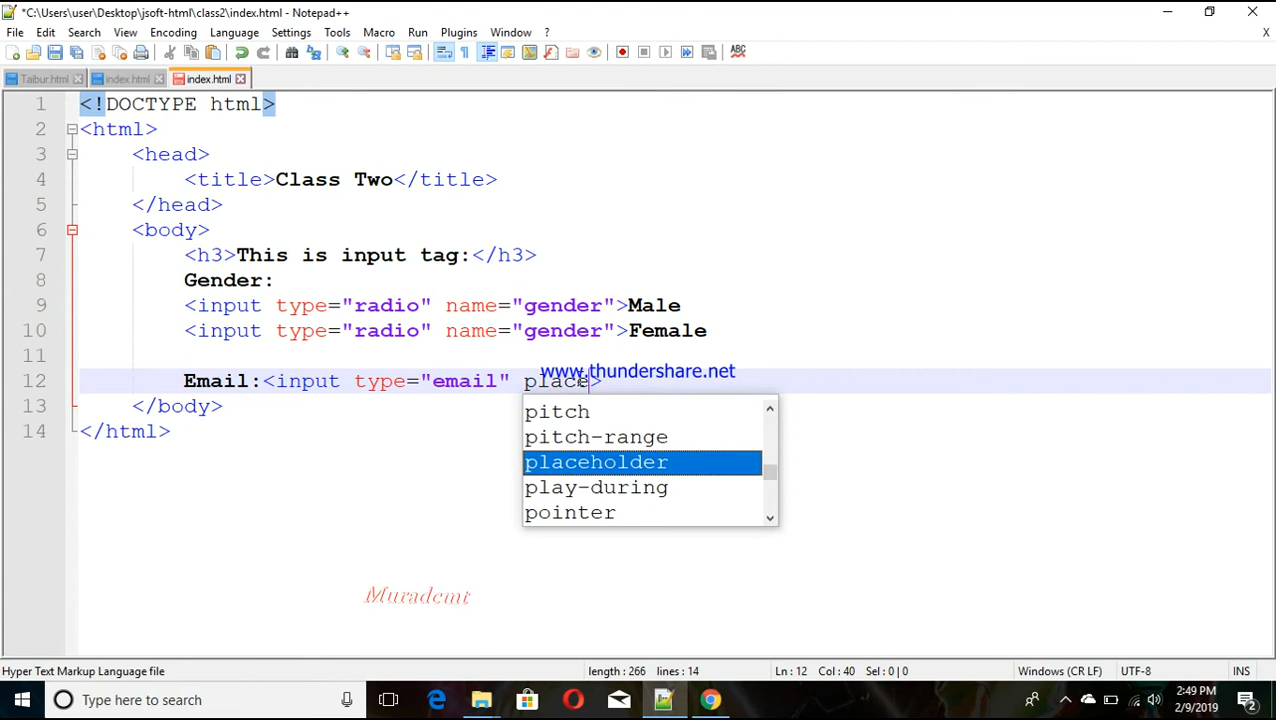 *C:\Users\user\Desktop\jsoft-html\class2\index.html - Notepad++
File Edit Search View Encoding Language Settings Tools Macro Run Plugins Window ? X
Taibur.html index.html index.html
1 <!DOCTYPE html>
2 <html>
3 <head>
4 <title>Class Two</title>
5 </head>
6 <body>
7 <h3>This is input tag:</h3>
8 Gender:
9 <input type="radio" name="gender">Male
10 <input type="radio" name="gender">Female
11
www.thundershare.net
12 Email:<input type="email" place>
13 </body>
14 </html>
pitch
pitch-range
placeholder
play-during
pointer
Muradcmt
Hyper Text Markup Language file length : 266 lines : 14 Ln : 12 Col : 40 Sel : 0 | 0 Windows (CR LF) UTF-8 INS
Type here to search
2:49 PM
2/9/2019
2